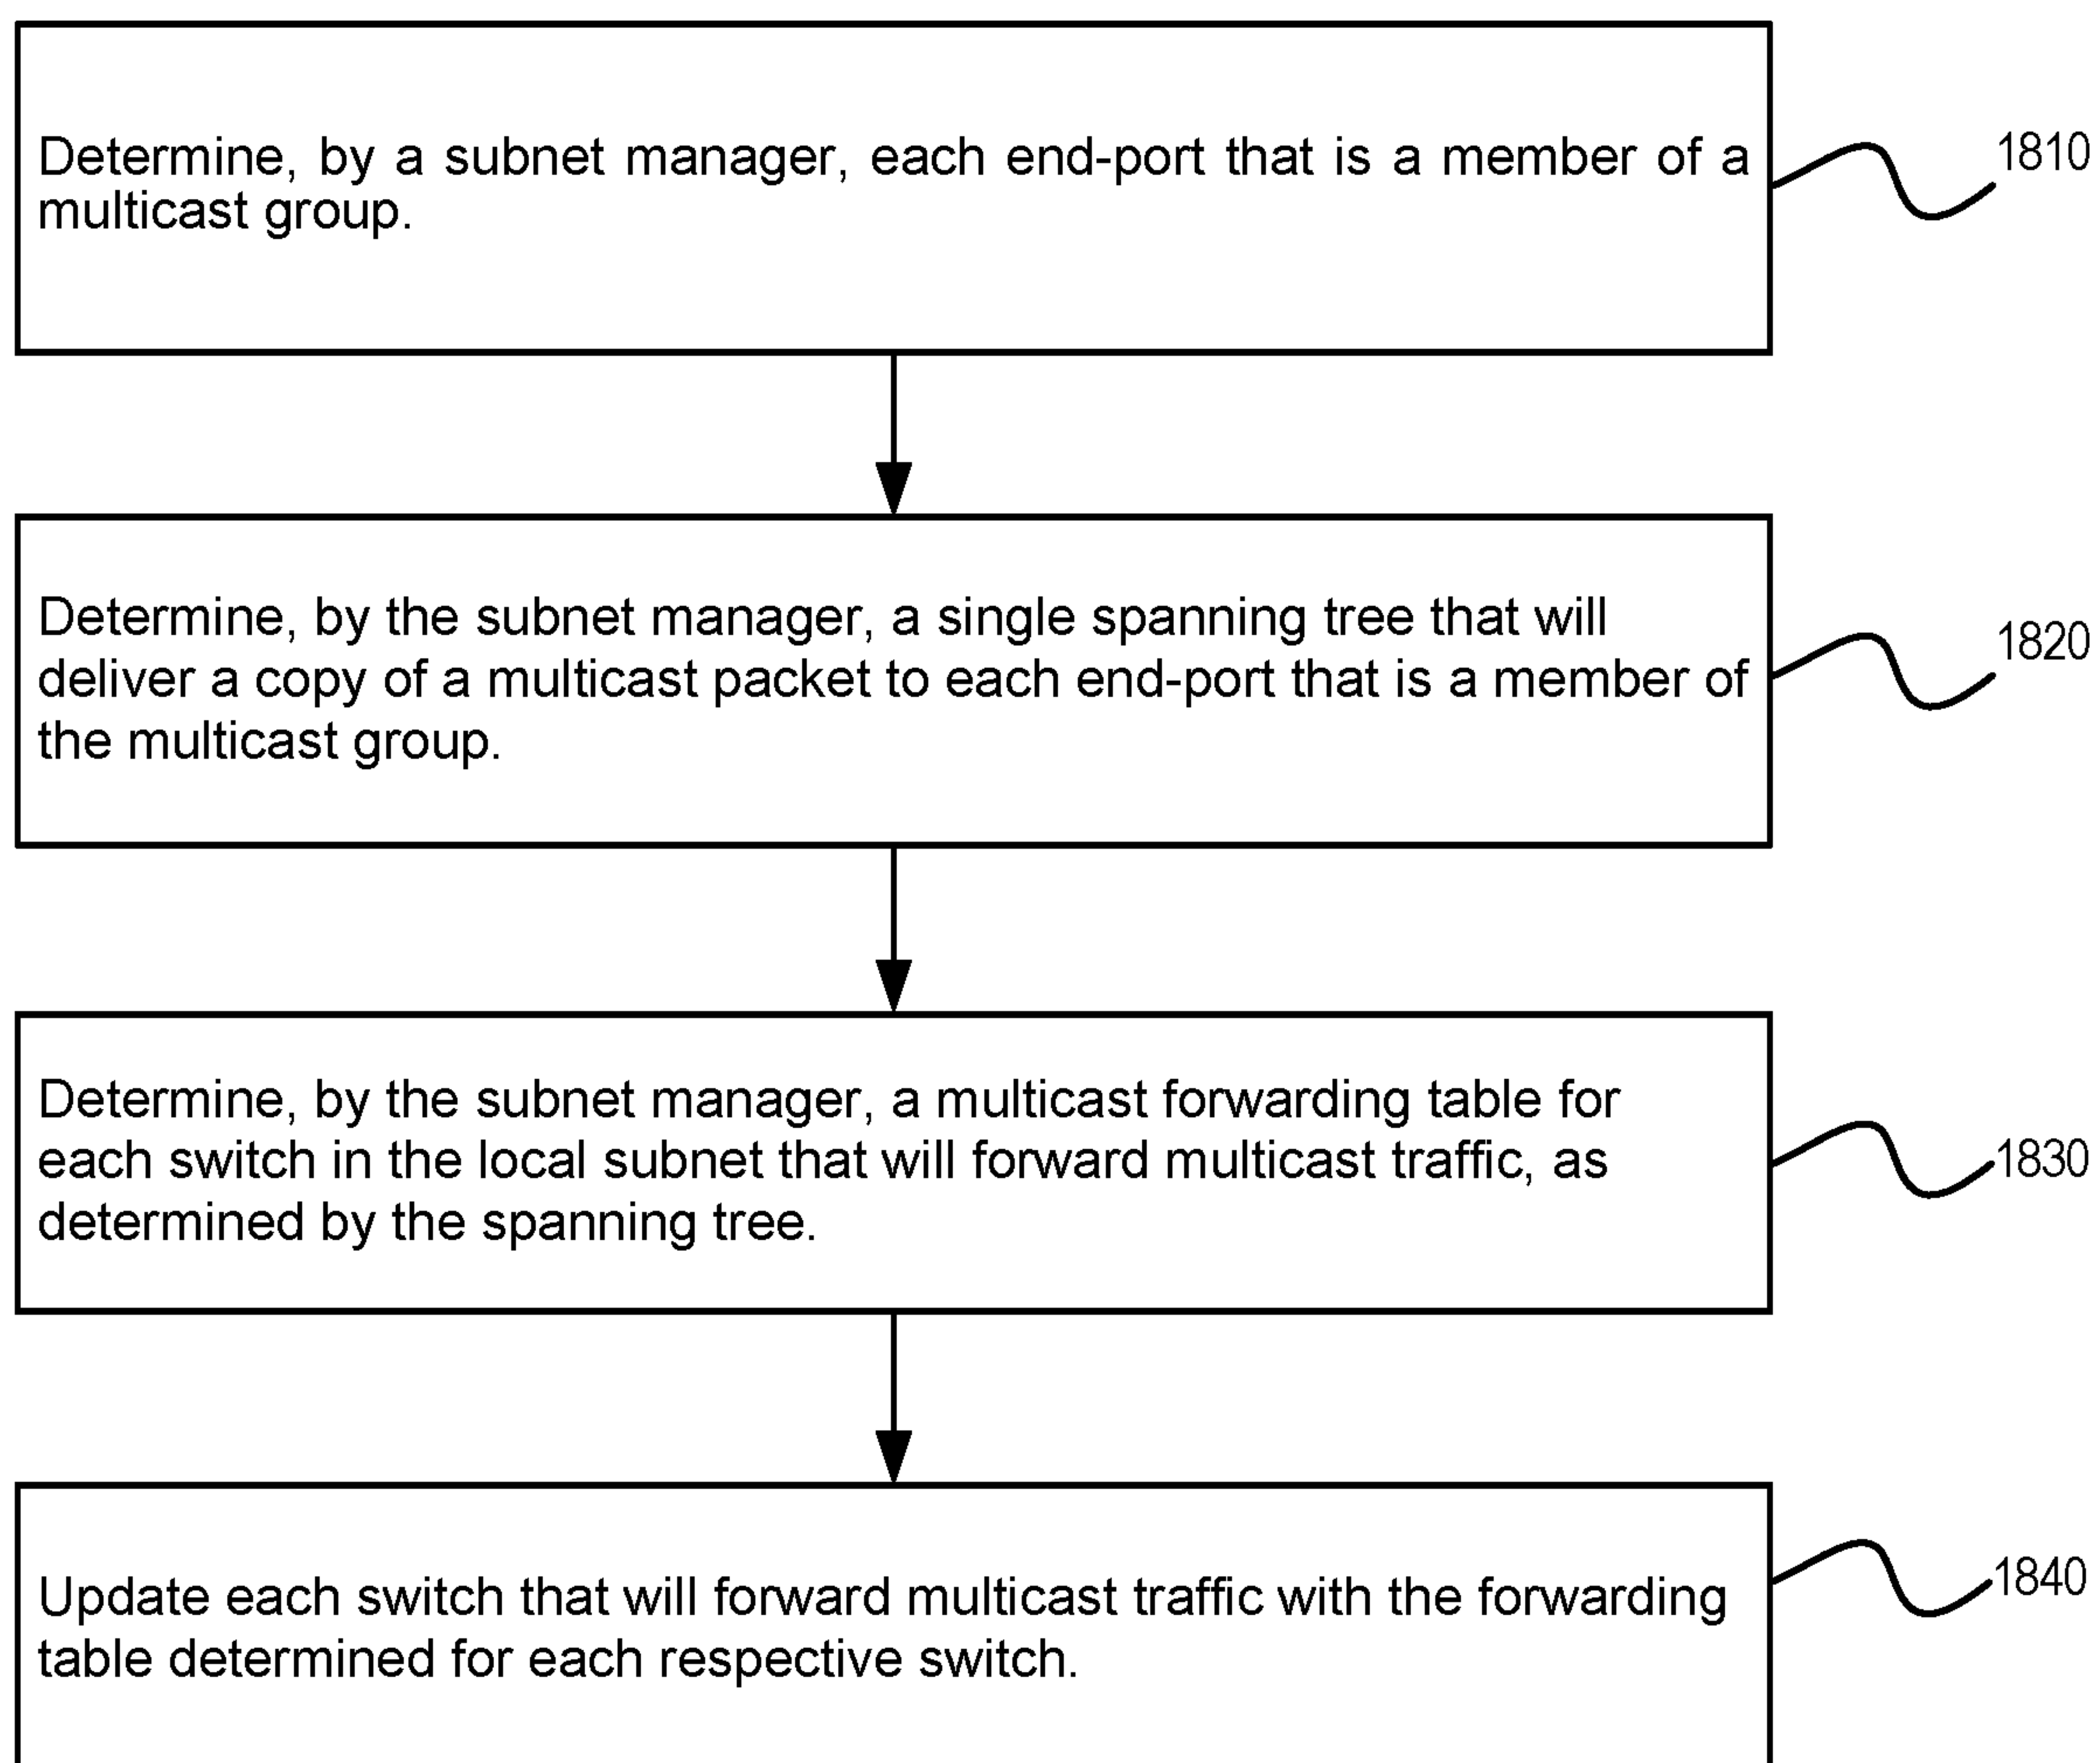 Determine, by a subnet manager, each end-port that is a member of a
multicast group.
1810
Determine, by the subnet manager, a single spanning tree that will
deliver a copy of a multicast packet to each end-port that is a member of
the multicast group.
1820
Determine, by the subnet manager, a multicast forwarding table for
each switch in the local subnet that will forward multicast traffic, as
determined by the spanning tree.
1830
Update each switch that will forward multicast traffic with the forwarding
table determined for each respective switch.
1840